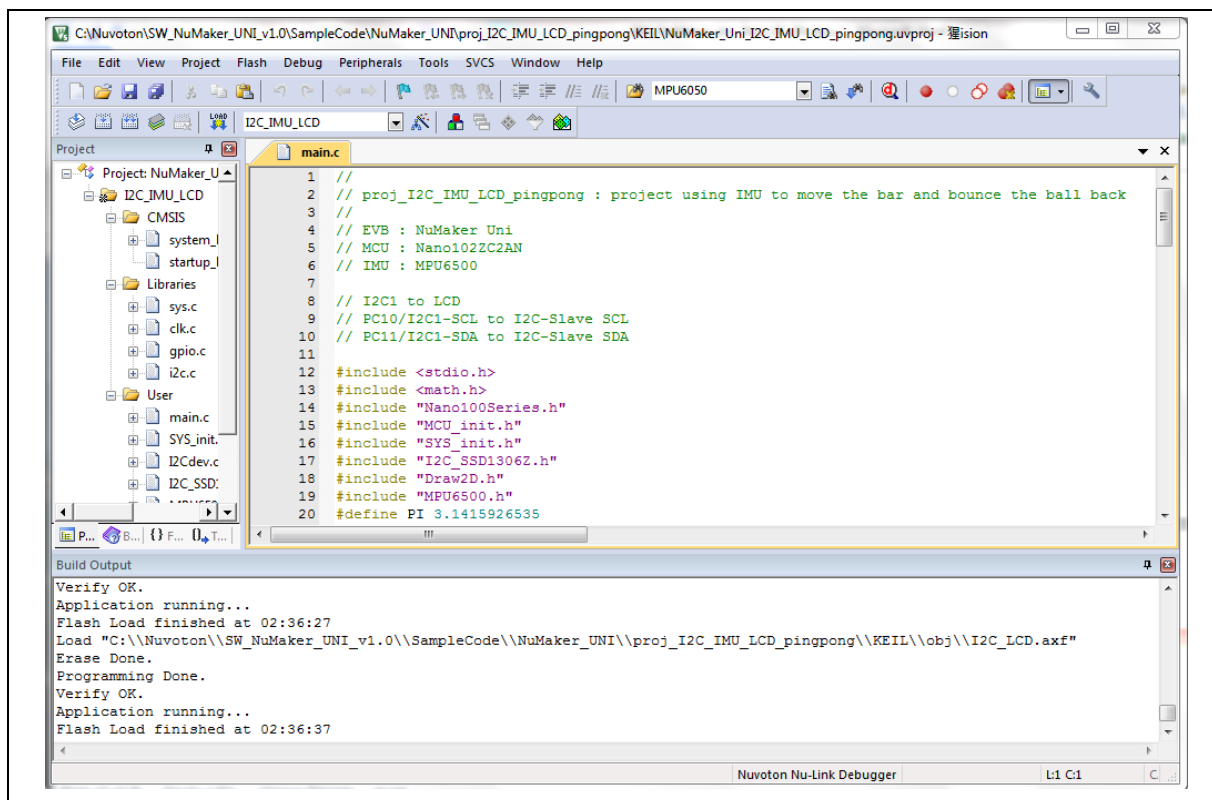 C:\Nuvoton\SW_NuMaker_UNI_v1.0\SampleCode\NuMaker_UNI\proj_I2C_IMU_LCD_pingpong\KEIL\NuMaker_Uni_I2C_IMU_LCD_pingpong.uvproj - 猩ision
File Edit View Project Flash Debug Peripherals Tools SVCS Window Help
MPU6050
LOAD I2C_IMU_LCD
Project
main.c
Project: NuMaker_U
I2C_IMU_LCD
CMSIS
system_
startup_
Libraries
sys.c
clk.c
gpio.c
i2c.c
User
main.c
SYS_init.
I2Cdev.c
I2C_SSD:
P... B... {} F... 0 T...
1 //
2 // proj_I2C_IMU_LCD_pingpong : project using IMU to move the bar and bounce the ball back
3 //
4 // EVB : NuMaker Uni
5 // MCU : Nano102ZC2AN
6 // IMU : MPU6500
7
8 // I2C1 to LCD
9 // PC10/I2C1-SCL to I2C-Slave SCL
10 // PC11/I2C1-SDA to I2C-Slave SDA
11
12 #include <stdio.h>
13 #include <math.h>
14 #include "Nano100Series.h"
15 #include "MCU_init.h"
16 #include "SYS_init.h"
17 #include "I2C_SSD1306Z.h"
18 #include "Draw2D.h"
19 #include "MPU6500.h"
20 #define PI 3.1415926535
Build Output
Verify OK.
Application running...
Flash Load finished at 02:36:27
Load "C:\\Nuvoton\\SW_NuMaker_UNI_v1.0\\SampleCode\\NuMaker_UNI\\proj_I2C_IMU_LCD_pingpong\\KEIL\\obj\\I2C_LCD.axf"
Erase Done.
Programming Done.
Verify OK.
Application running...
Flash Load finished at 02:36:37
Nuvoton Nu-Link Debugger L:1 C:1 C